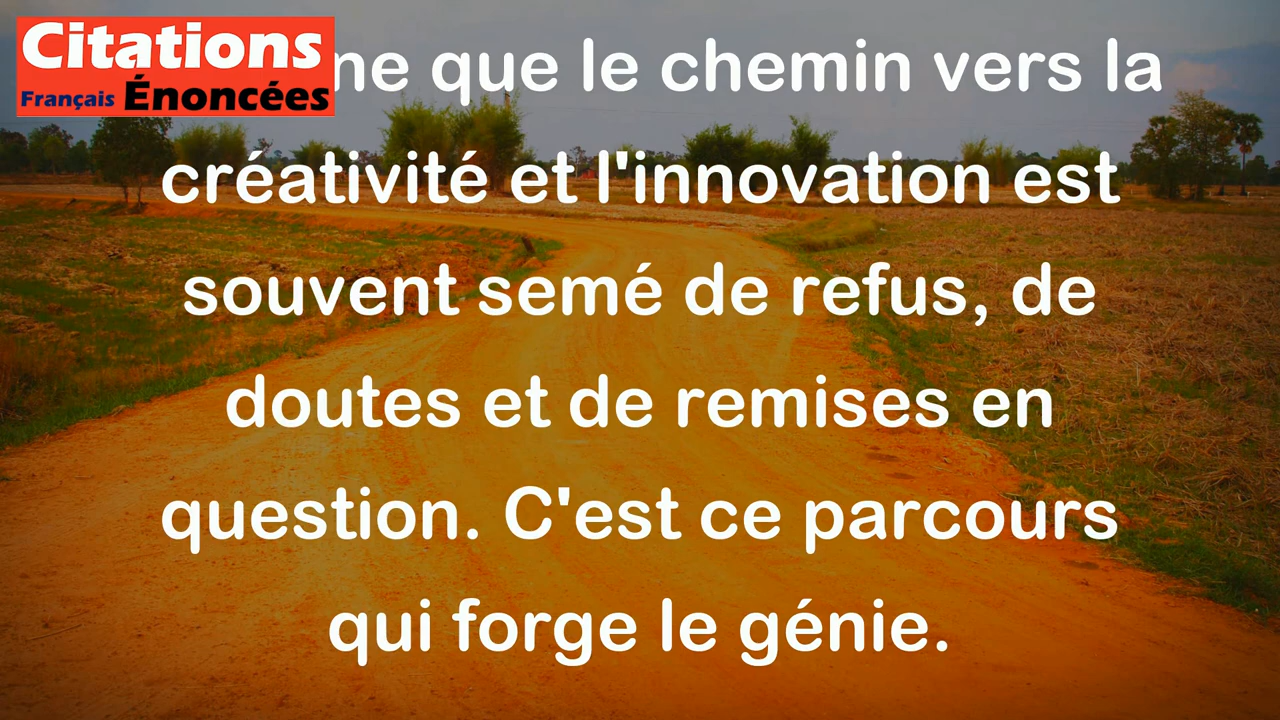 Citations
Français Énoncées
ne que le chemin vers la
créativité et l'innovation est
souvent semé de refus, de
doutes et de remises en
question. C'est ce parcours
qui forge le génie.